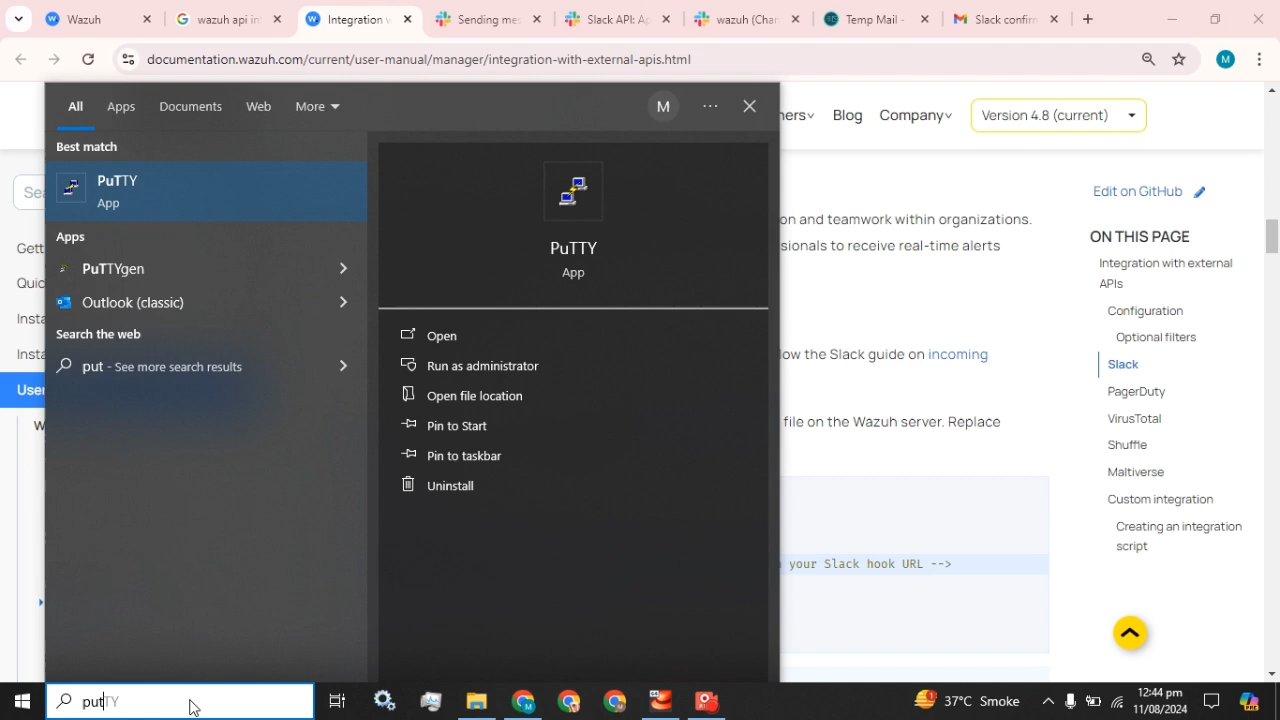 Wazuh
wazuh api in
Integration w
Sending mes
Slack API: Ap
wazuh (Chan
Temp Mail -
Slack confirm
documentation.wazuh.com/current/user-manual/manager/integration-with-external-apis.html
M
All
Apps
Documents
Web
More
M
ners
Blog
Company
Version 4.8 (current)
Best match
PuTTY
App
Apps
PuTTYgen
Outlook (classic)
Search the web
put - See more search results
PuTTY
App
Open
Run as administrator
Open file location
Pin to Start
Pin to taskbar
Uninstall
Sea
Gett
Quic
Insta
Insta
User
W
on and teamwork within organizations.
sionals to receive real-time alerts
low the Slack guide on incoming
file on the Wazuh server. Replace
your Slack hook URL -->
Edit on GitHub
ON THIS PAGE
Integration with external
APIs
Configuration
Optional filters
Slack
PagerDuty
VirusTotal
Shuffle
Maltiverse
Custom integration
Creating an integration
script
putTY
37°C Smoke
12:44 pm
11/08/2024